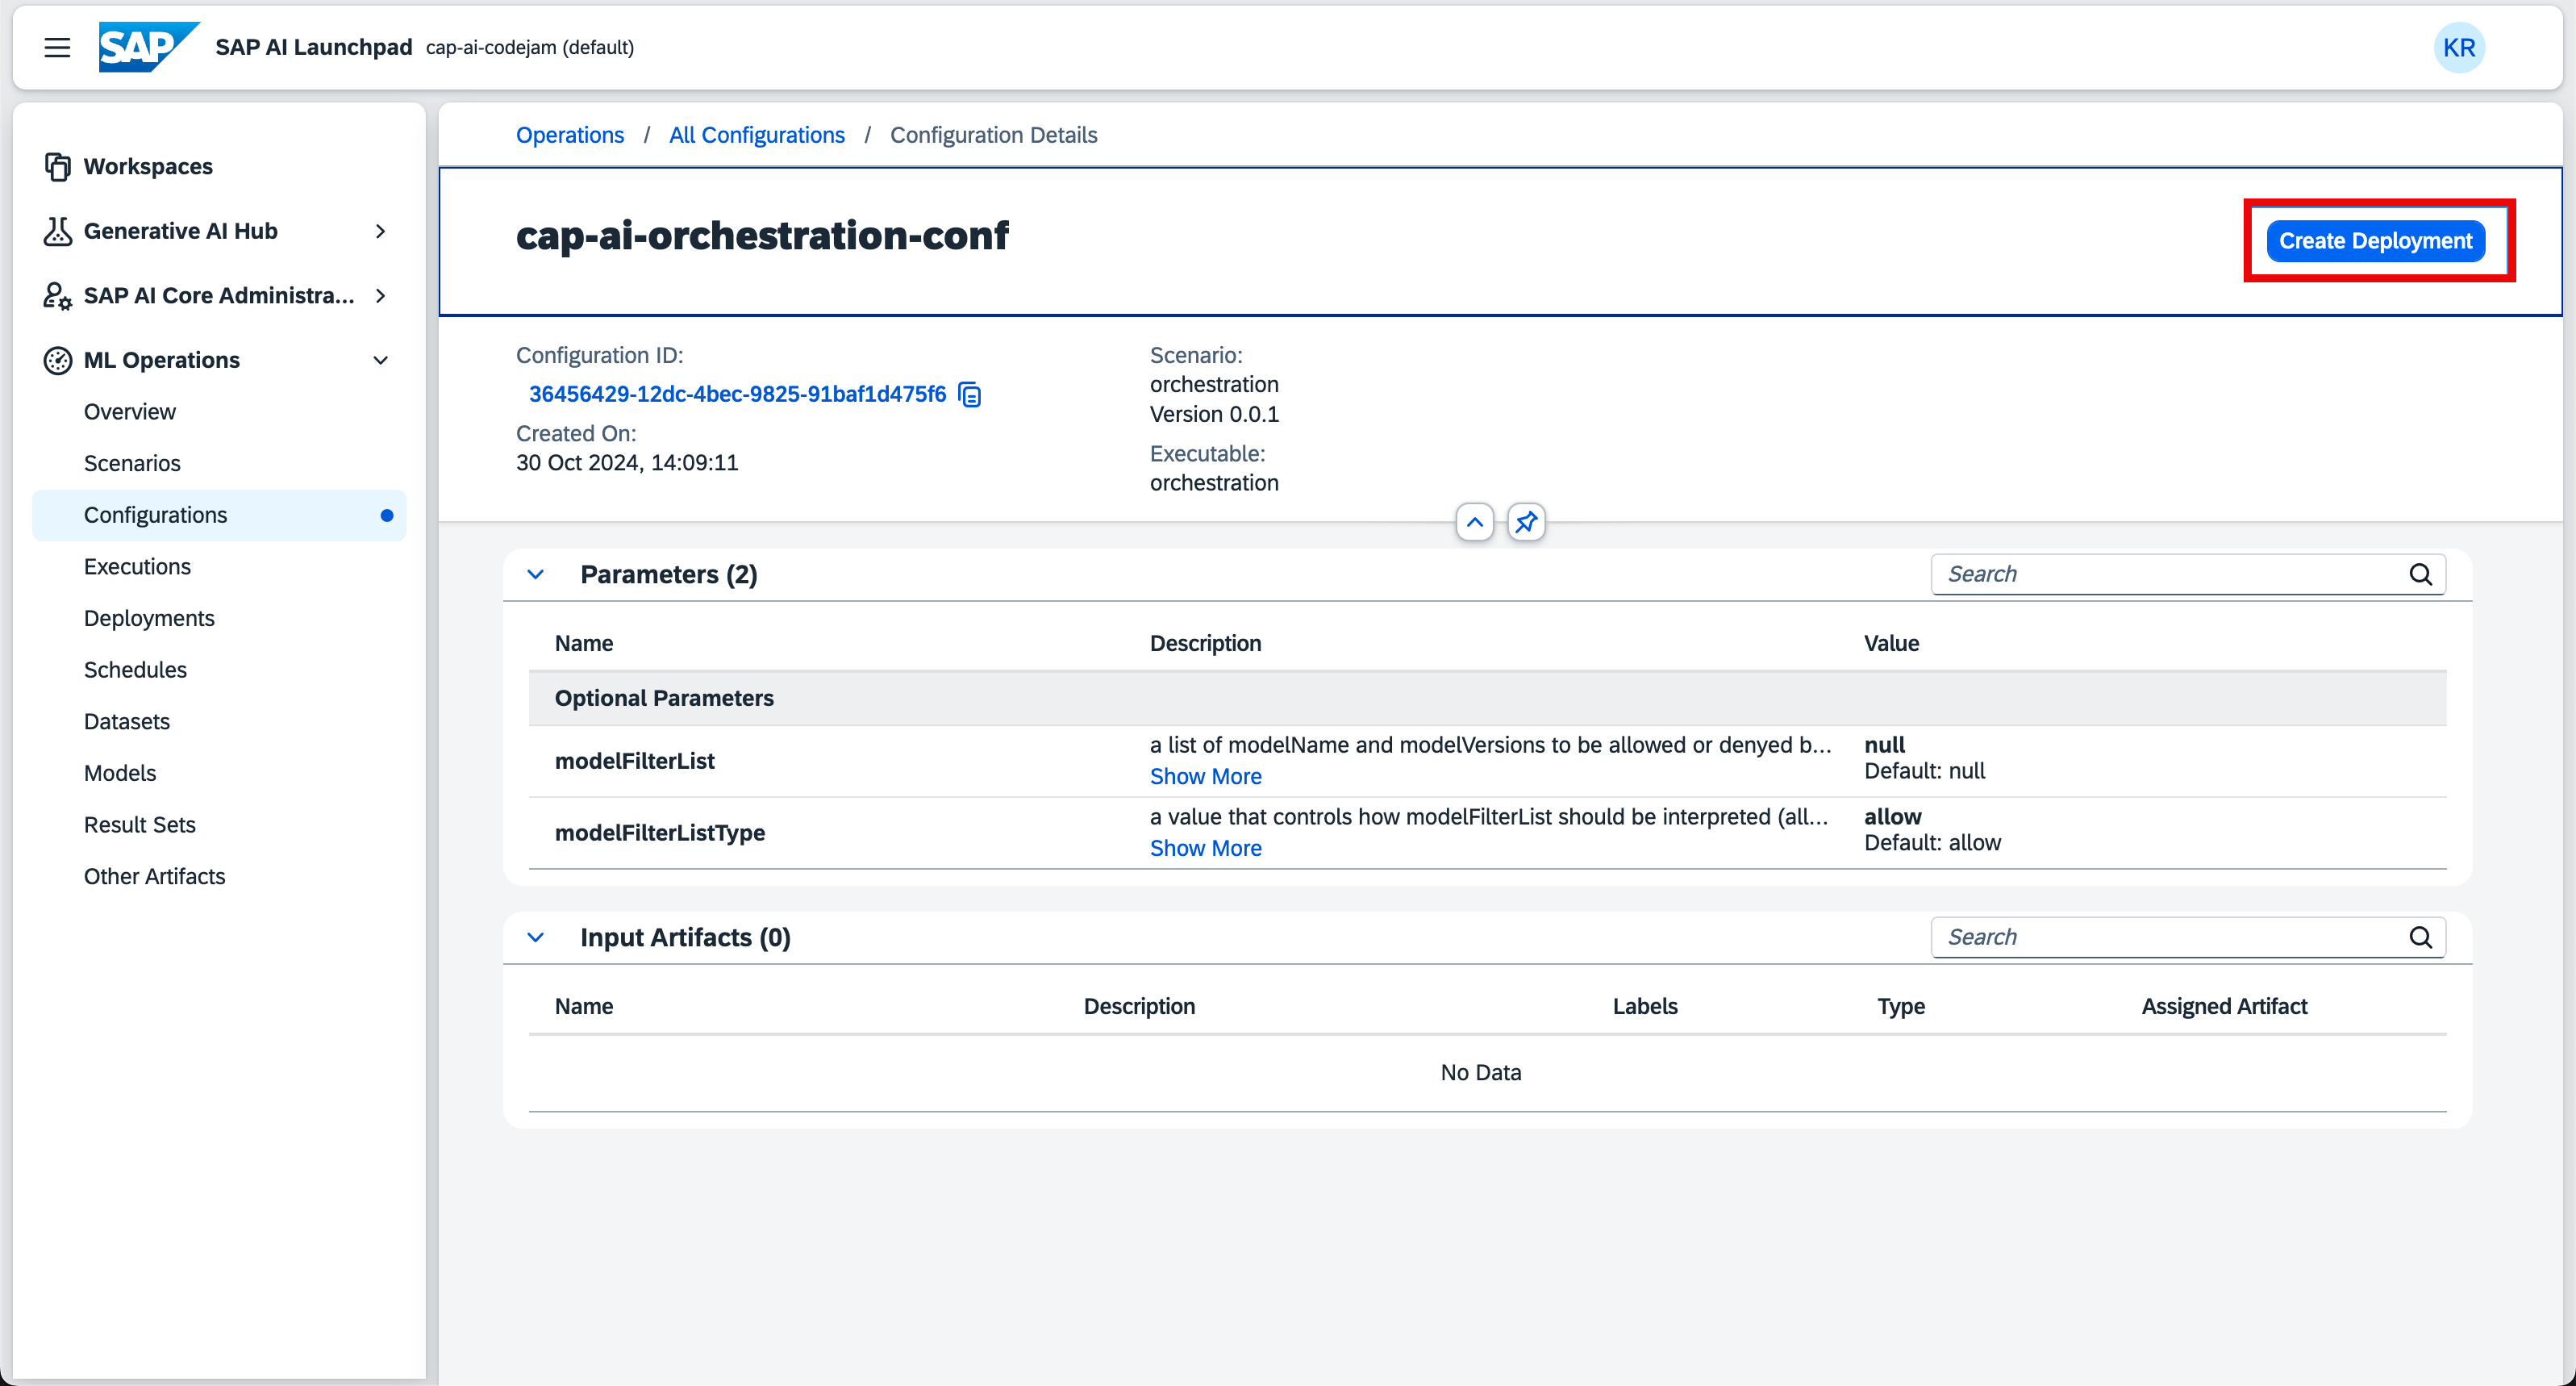 SAP SAP AI Launchpad cap-ai-codejam (default) KR
Workspaces
Generative AI Hub
SAP AI Core Administra...
ML Operations
Overview
Scenarios
Configurations
Executions
Deployments
Schedules
Datasets
Models
Result Sets
Other Artifacts
Operations / All Configurations / Configuration Details
cap-ai-orchestration-conf
Create Deployment
Configuration ID:
36456429-12dc-4bec-9825-91baf1d475f6
Created On:
30 Oct 2024, 14:09:11
Scenario:
orchestration
Version 0.0.1
Executable:
orchestration
Parameters (2) Search
Name Description Value
Optional Parameters
modelFilterList a list of modelName and modelVersions to be allowed or denied b... null
Show More Default: null
modelFilterListType a value that controls how modelFilterList should be interpreted (all... allow
Show More Default: allow
Input Artifacts (0) Search
Name Description Labels Type Assigned Artifact
No Data